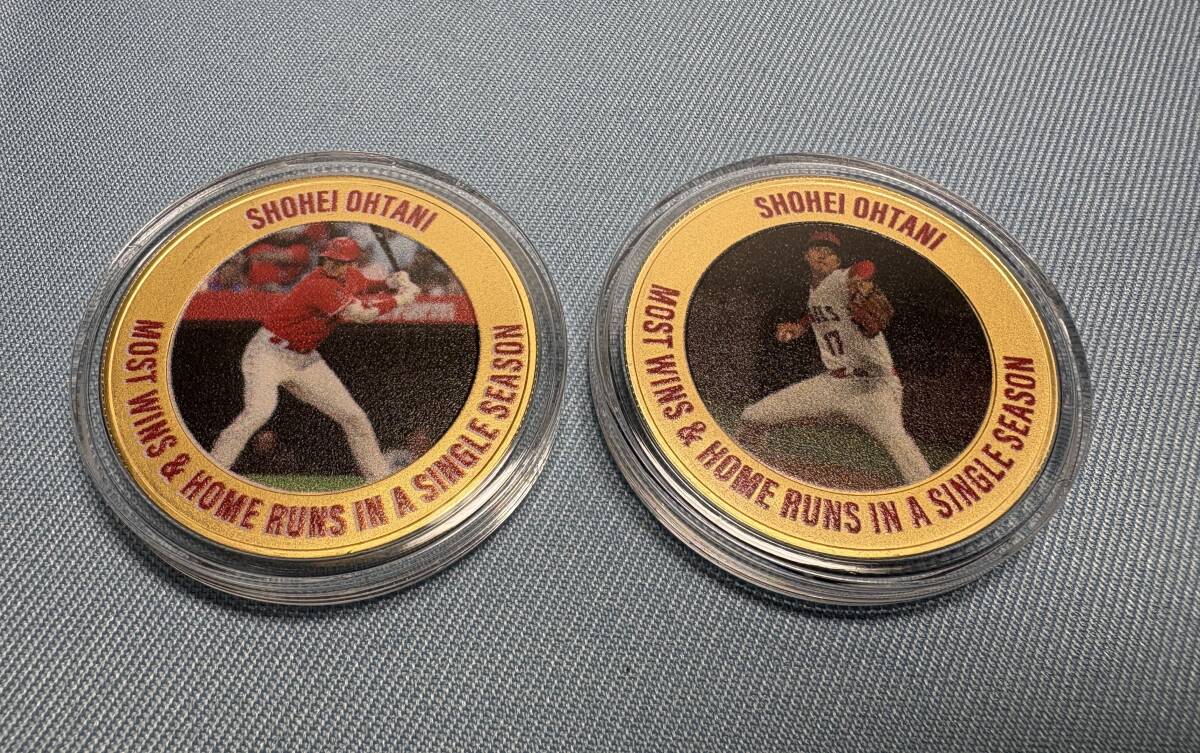 SHOHEI OHTANI
MOST WINS & HOME RUNS IN A SINGLE SEASON
SHOHEI OHTANI
17
MOST WINS & HOME RUNS IN A SINGLE SEASON